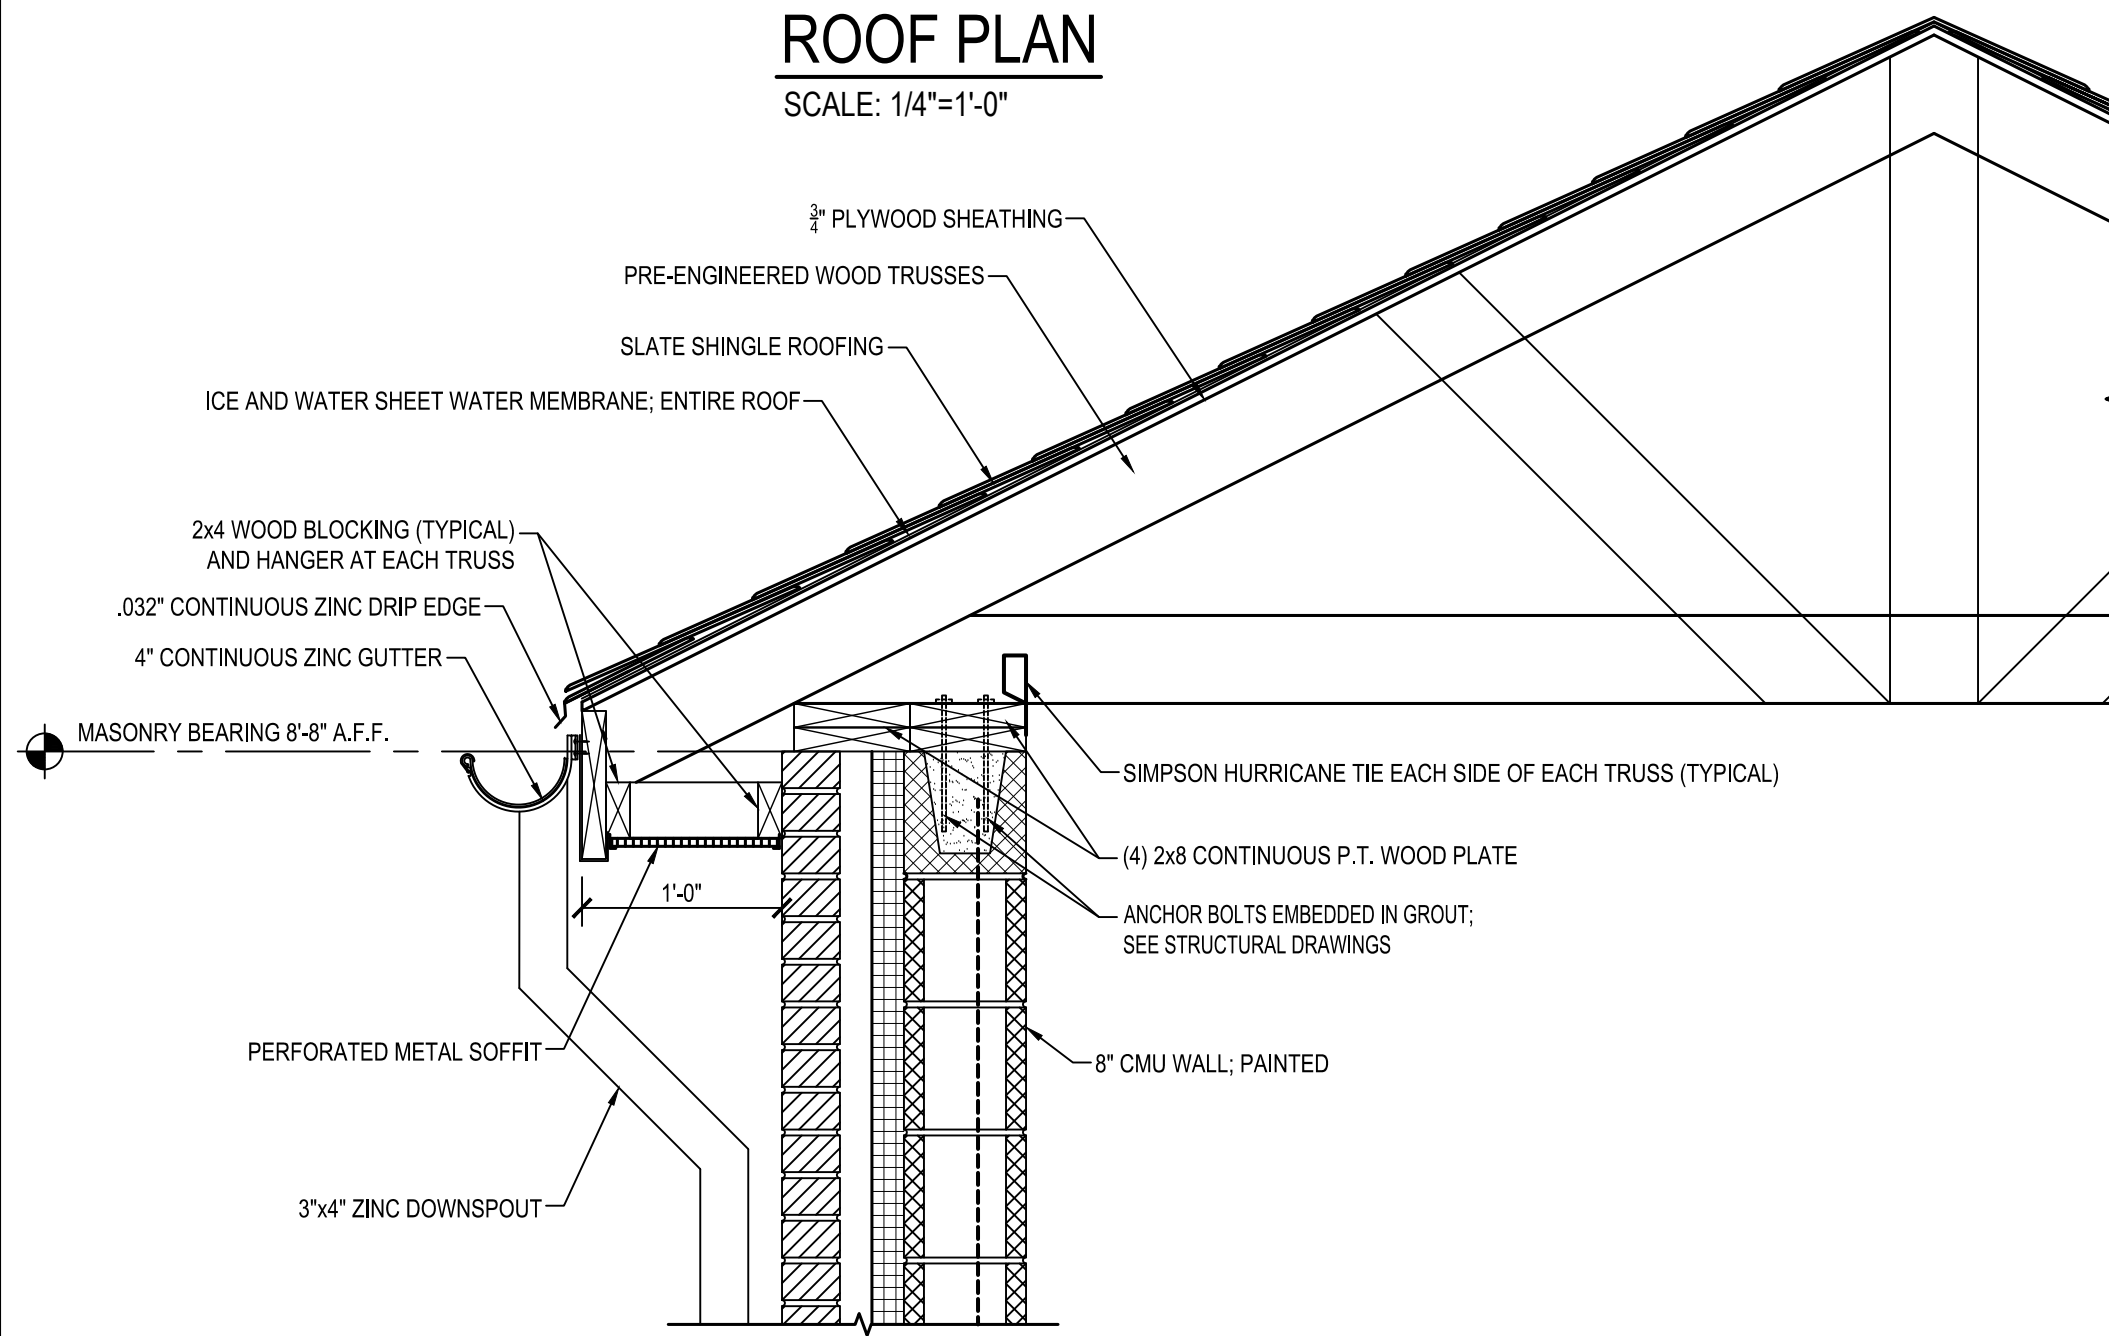 ROOF PLAN
SCALE: 1/4"=1'-0"
3/4" PLYWOOD SHEATHING
PRE-ENGINEERED WOOD TRUSSES
SLATE SHINGLE ROOFING
ICE AND WATER SHEET WATER MEMBRANE; ENTIRE ROOF
2x4 WOOD BLOCKING (TYPICAL)
AND HANGER AT EACH TRUSS
.032" CONTINUOUS ZINC DRIP EDGE
4" CONTINUOUS ZINC GUTTER
MASONRY BEARING 8'-8" A.F.F.
SIMPSON HURRICANE TIE EACH SIDE OF EACH TRUSS (TYPICAL)
(4) 2x8 CONTINUOUS P.T. WOOD PLATE
1'-0"
ANCHOR BOLTS EMBEDDED IN GROUT;
SEE STRUCTURAL DRAWINGS
PERFORATED METAL SOFFIT
8" CMU WALL; PAINTED
3"x4" ZINC DOWNSPOUT